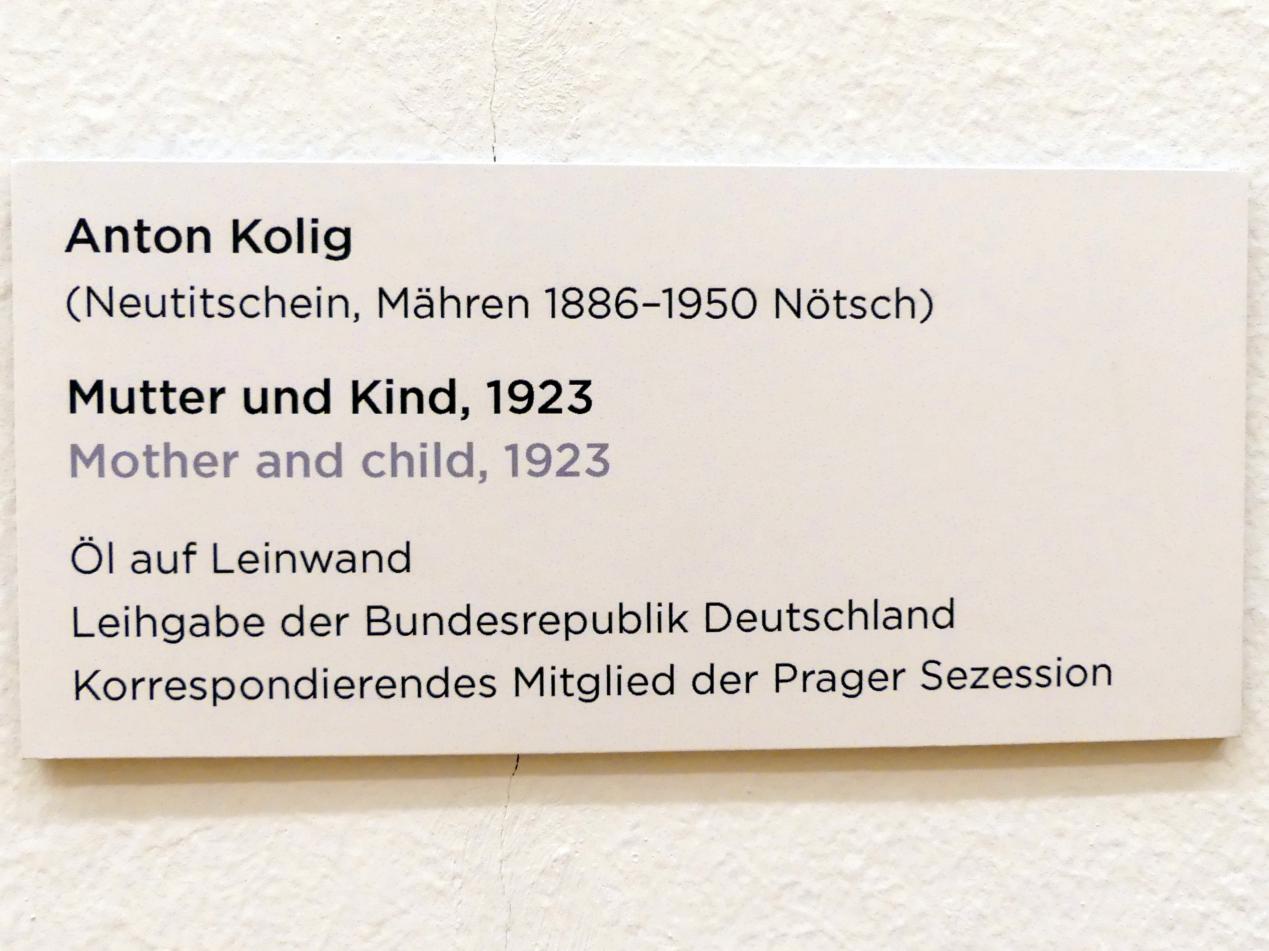 Anton Kolig
(Neutitschein, Mähren 1886–1950 Nötsch)
Mutter und Kind, 1923
Mother and child, 1923
Öl auf Leinwand
Leihgabe der Bundesrepublik Deutschland
Korrespondierendes Mitglied der Prager Sezession